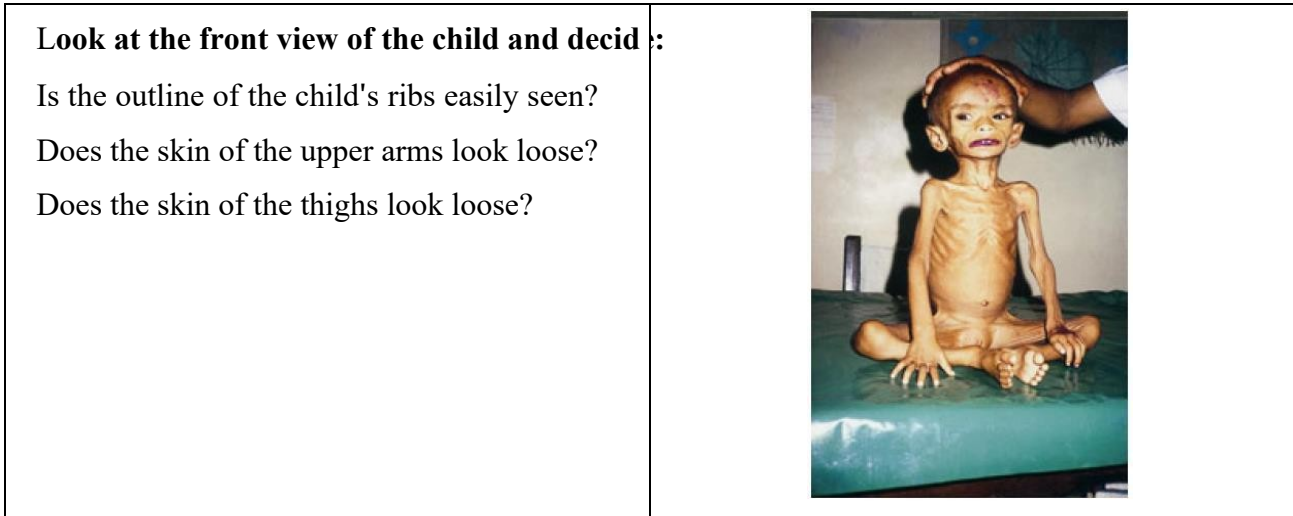 Look at the front view of the child and decide:
Is the outline of the child's ribs easily seen?
Does the skin of the upper arms look loose?
Does the skin of the thighs look loose?